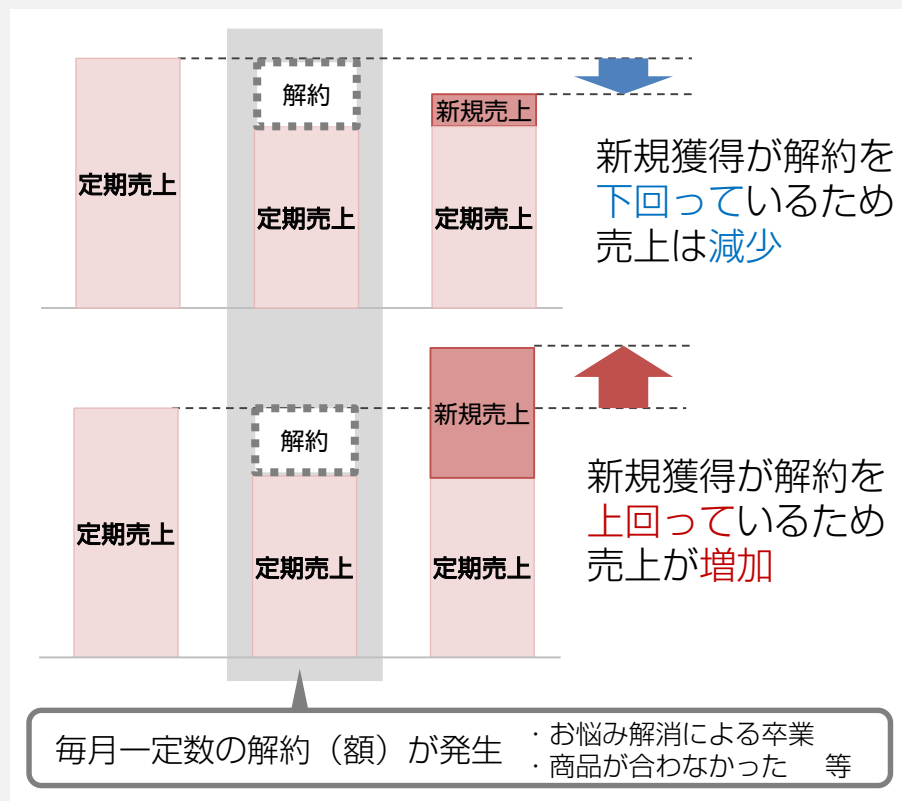 定期売上
解約
定期売上
新規売上
定期売上
新規獲得が解約を
下回っているため
売上は減少
定期売上
解約
定期売上
新規売上
定期売上
新規獲得が解約を
上回っているため
売上が増加
毎月一定数の解約（額）が発生
・お悩み解消による卒業
・商品が合わなかった　等